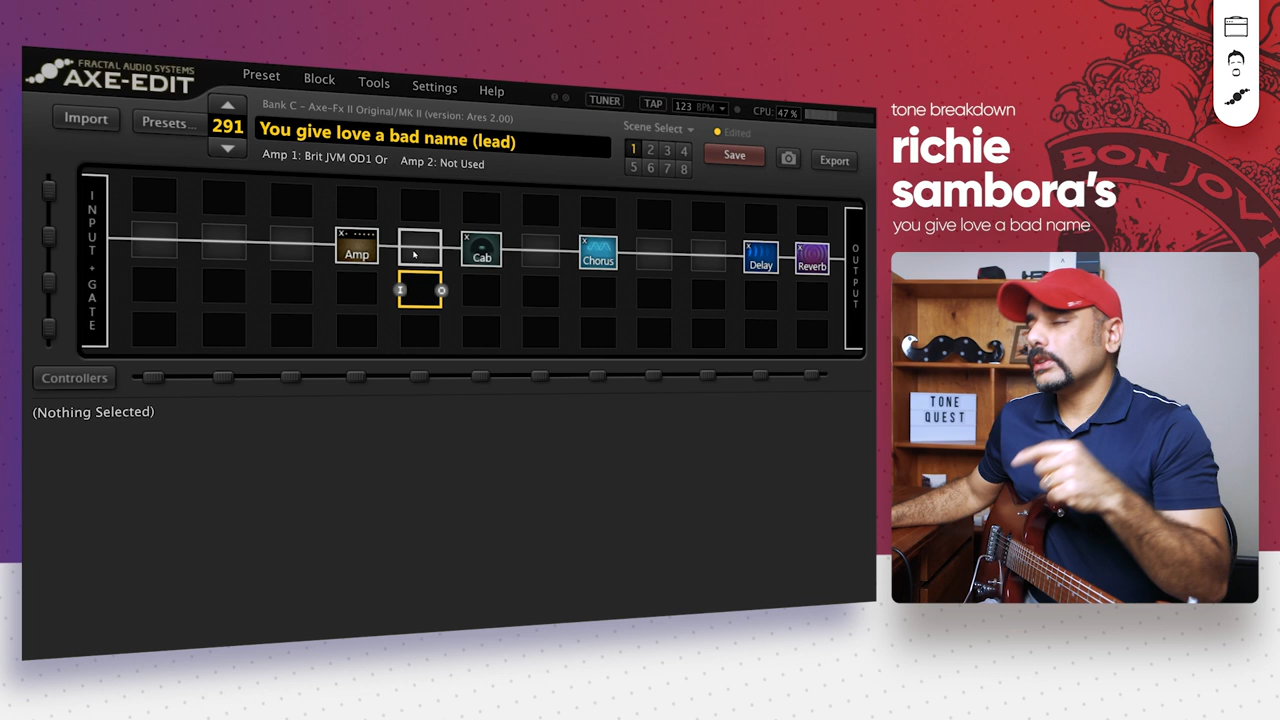 FRACTAL AUDIO SYSTEMS
AXE-EDIT
Preset
Block
Tools
Settings
Help
TUNER
TAP
123 BPM
CPU: 47 %
Import
Presets...
291
Bank C - Axe-Fx II Original/MK II (version: Ares 2.00)
You give love a bad name (lead)
Amp 1: Brit JVM OD1 Or
Amp 2: Not Used
Scene Select
Edited
1 2 3 4
5 6 7 8
Save
Export
INPUT + GATE
X
Amp
X
Cab
X
Chorus
X
Delay
X
Reverb
I
O
OUTPUT
Controllers
(Nothing Selected)
tone breakdown
richie
sambora's
you give love a bad name
BON JOVI
TONE
QUEST